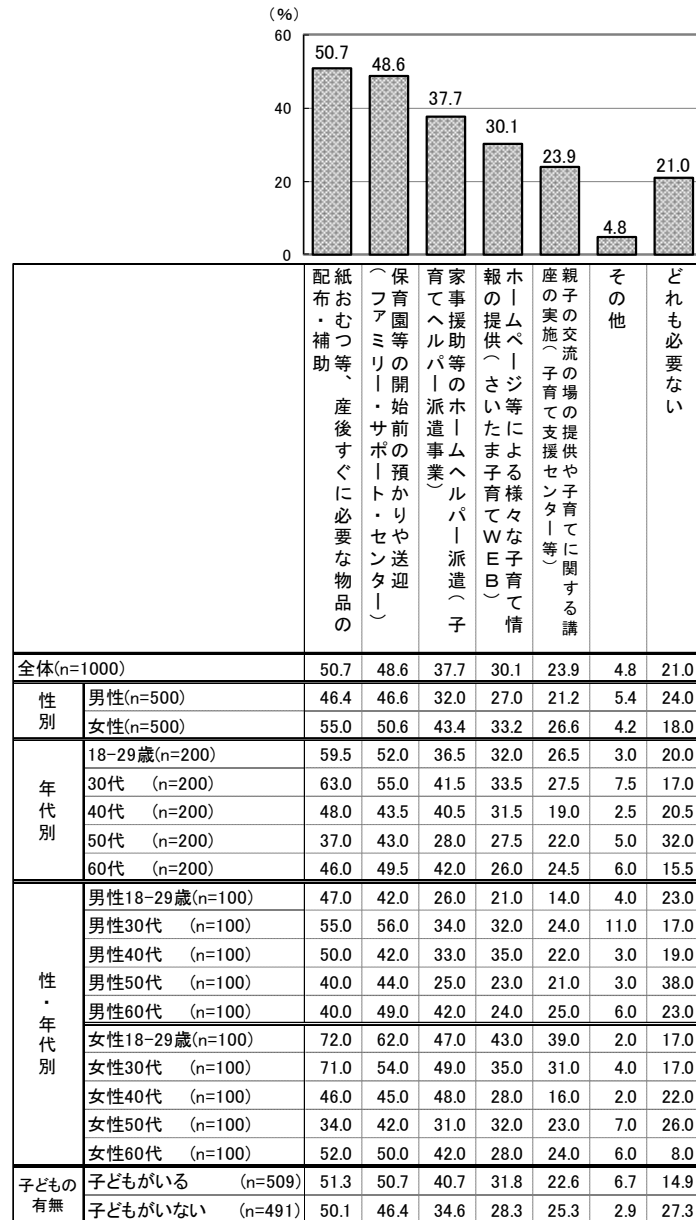 (%)
60
40
20
0
50.7
48.6
37.7
30.1
23.9
4.8
21.0
紙おむつ等、産後すぐに必要な物品の
配布・補助
保育園等の開始前の預かりや送迎
（ファミリー・サポート・センター）
家事援助等のホームヘルパー派遣（子
育てヘルパー派遣事業）
ホームページ等による様々な子育て情
報の提供（さいたま子育てＷＥＢ）
親子の交流の場の提供や子育てに関する講
座の実施（子育て支援センター等）
その他
どれも必要ない
全体(n=1000) 50.7 48.6 37.7 30.1 23.9 4.8 21.0
性別
男性(n=500) 46.4 46.6 32.0 27.0 21.2 5.4 24.0
女性(n=500) 55.0 50.6 43.4 33.2 26.6 4.2 18.0
年代別
18-29歳(n=200) 59.5 52.0 36.5 32.0 26.5 3.0 20.0
30代 (n=200) 63.0 55.0 41.5 33.5 27.5 7.5 17.0
40代 (n=200) 48.0 43.5 40.5 31.5 19.0 2.5 20.5
50代 (n=200) 37.0 43.0 28.0 27.5 22.0 5.0 32.0
60代 (n=200) 46.0 49.5 42.0 26.0 24.5 6.0 15.5
性・年代別
男性18-29歳(n=100) 47.0 42.0 26.0 21.0 14.0 4.0 23.0
男性30代 (n=100) 55.0 56.0 34.0 32.0 24.0 11.0 17.0
男性40代 (n=100) 50.0 42.0 33.0 35.0 22.0 3.0 19.0
男性50代 (n=100) 40.0 44.0 25.0 23.0 21.0 3.0 38.0
男性60代 (n=100) 40.0 49.0 42.0 24.0 25.0 6.0 23.0
女性18-29歳(n=100) 72.0 62.0 47.0 43.0 39.0 2.0 17.0
女性30代 (n=100) 71.0 54.0 49.0 35.0 31.0 4.0 17.0
女性40代 (n=100) 46.0 45.0 48.0 28.0 16.0 2.0 22.0
女性50代 (n=100) 34.0 42.0 31.0 32.0 23.0 7.0 26.0
女性60代 (n=100) 52.0 50.0 42.0 28.0 24.0 6.0 8.0
子どもの
有無
子どもがいる (n=509) 51.3 50.7 40.7 31.8 22.6 6.7 14.9
子どもがいない (n=491) 50.1 46.4 34.6 28.3 25.3 2.9 27.3